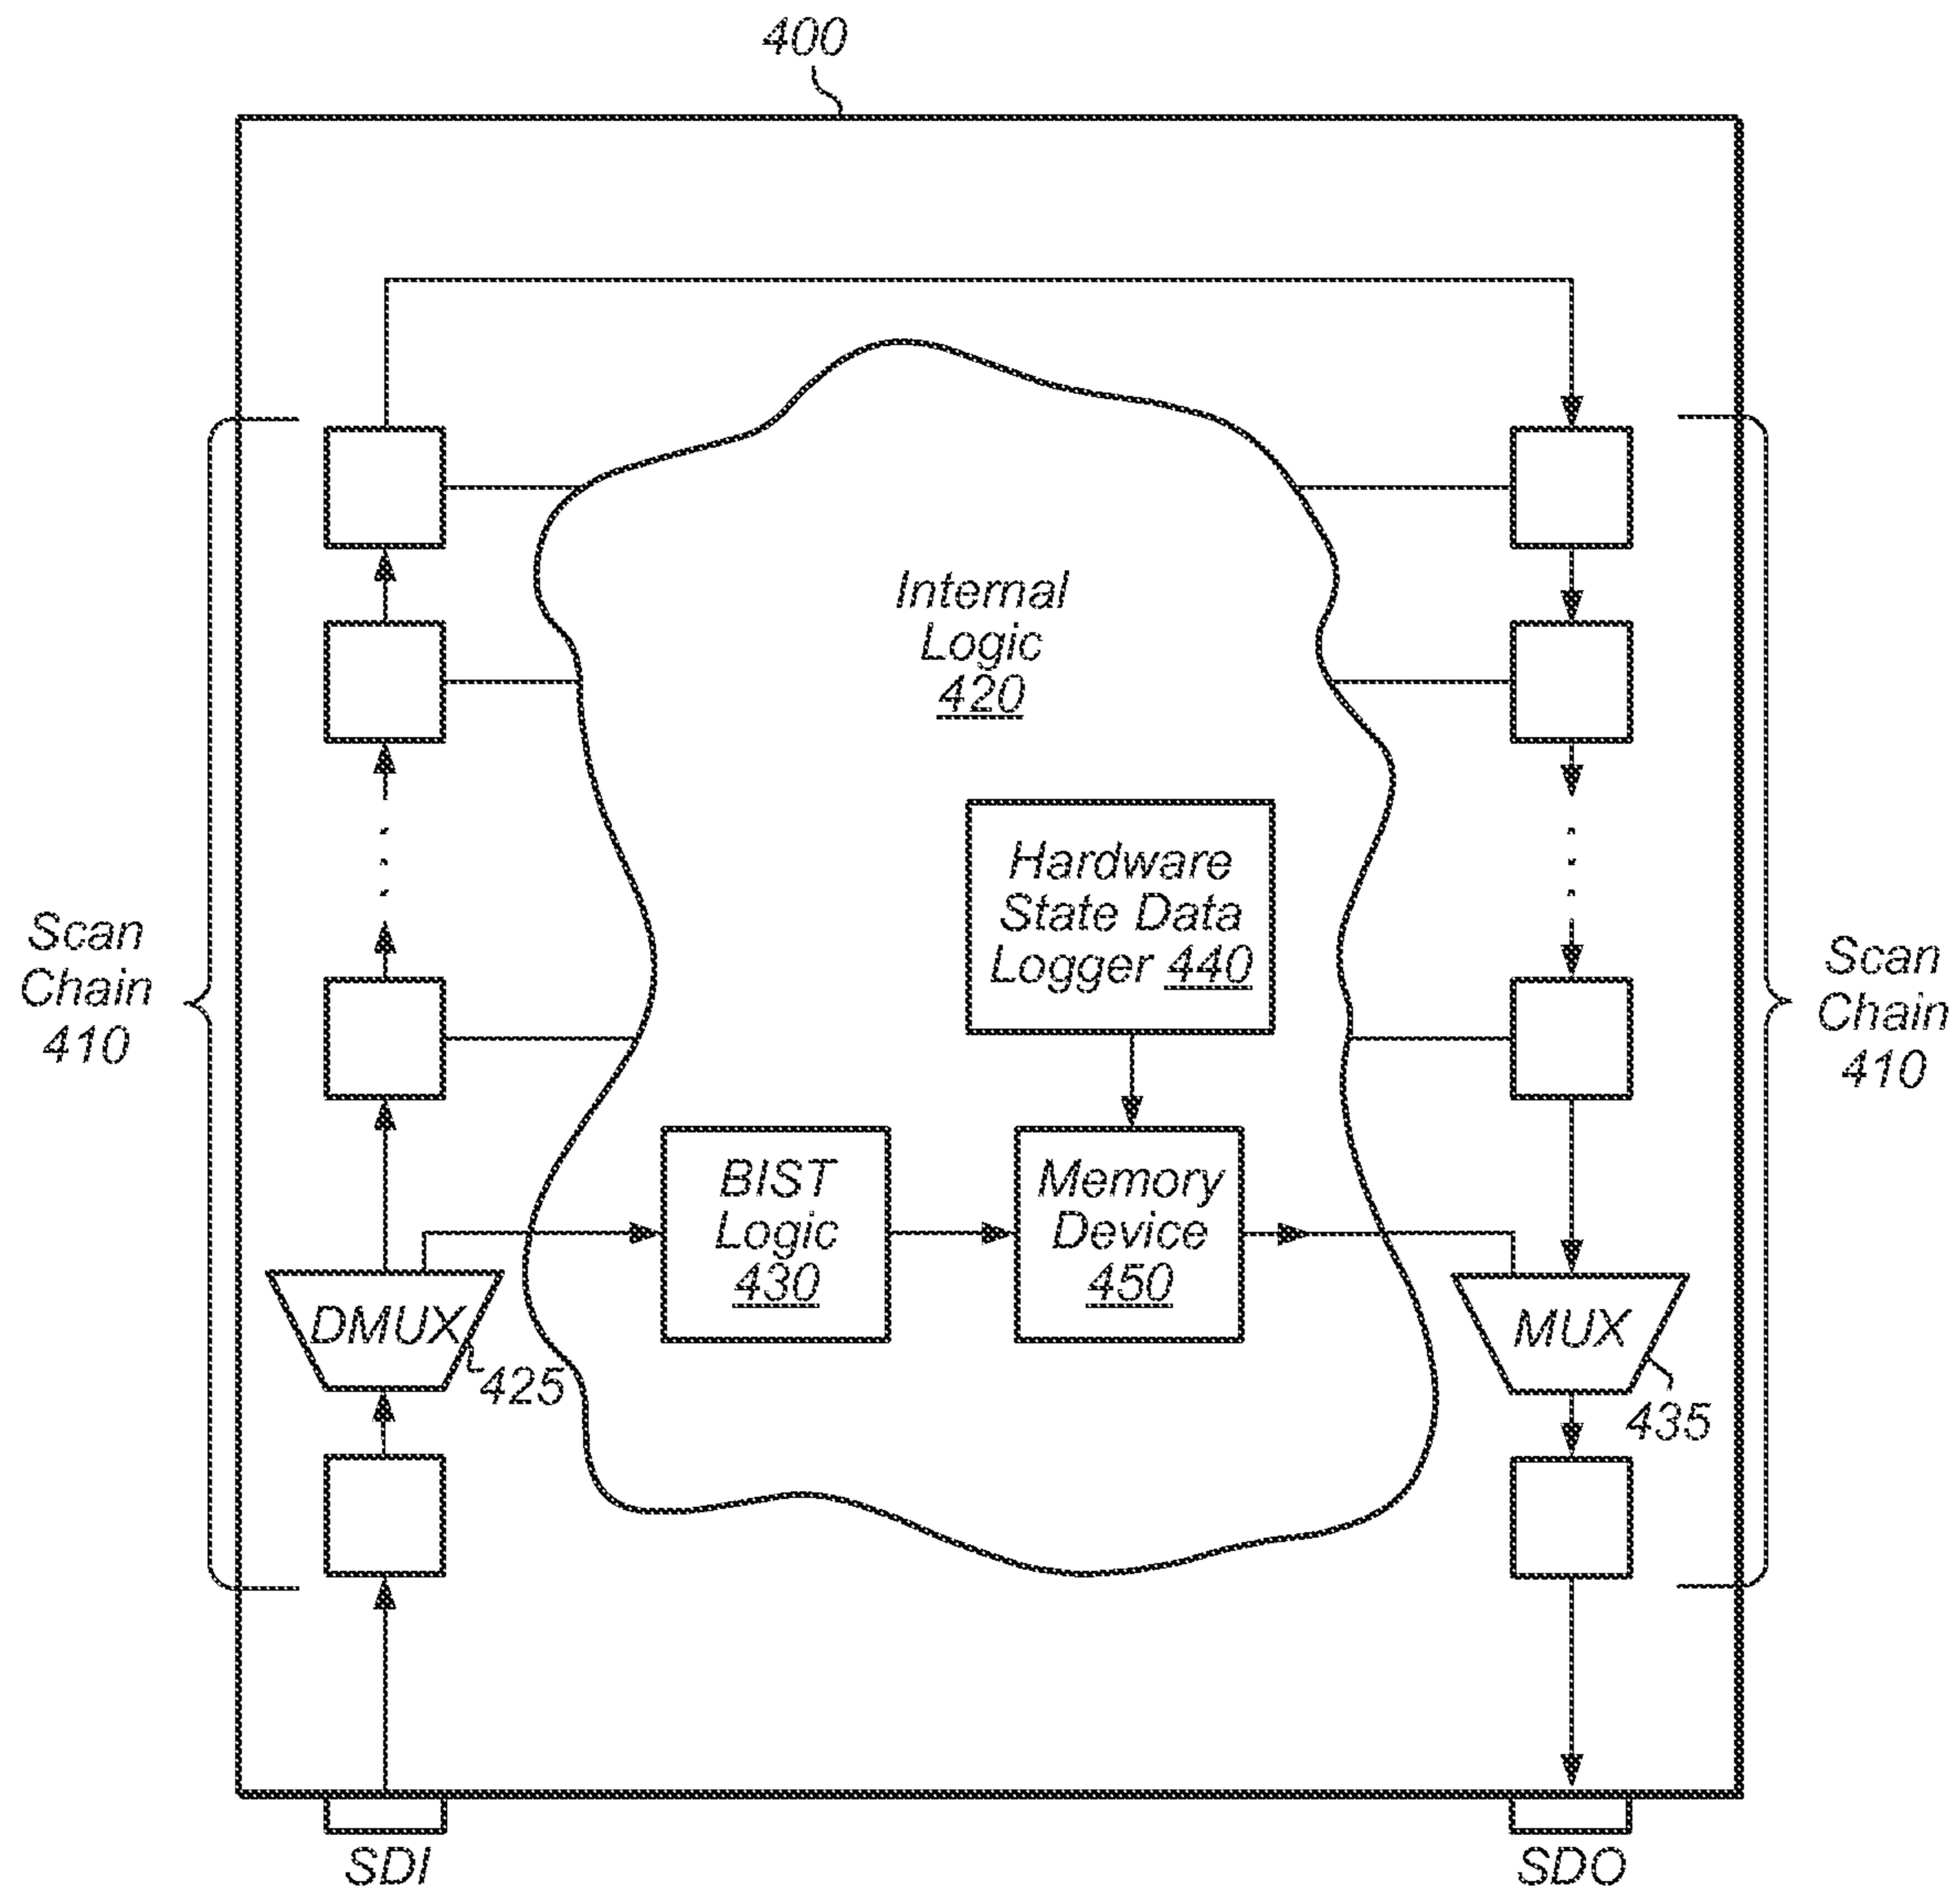 400
Internal
Logic
420
Hardware
State Data
Logger 440
Scan
Chain
410
Scan
Chain
410
BIST
Logic
430
Memory
Device
450
DMUX
425
MUX
435
SDI
SDO